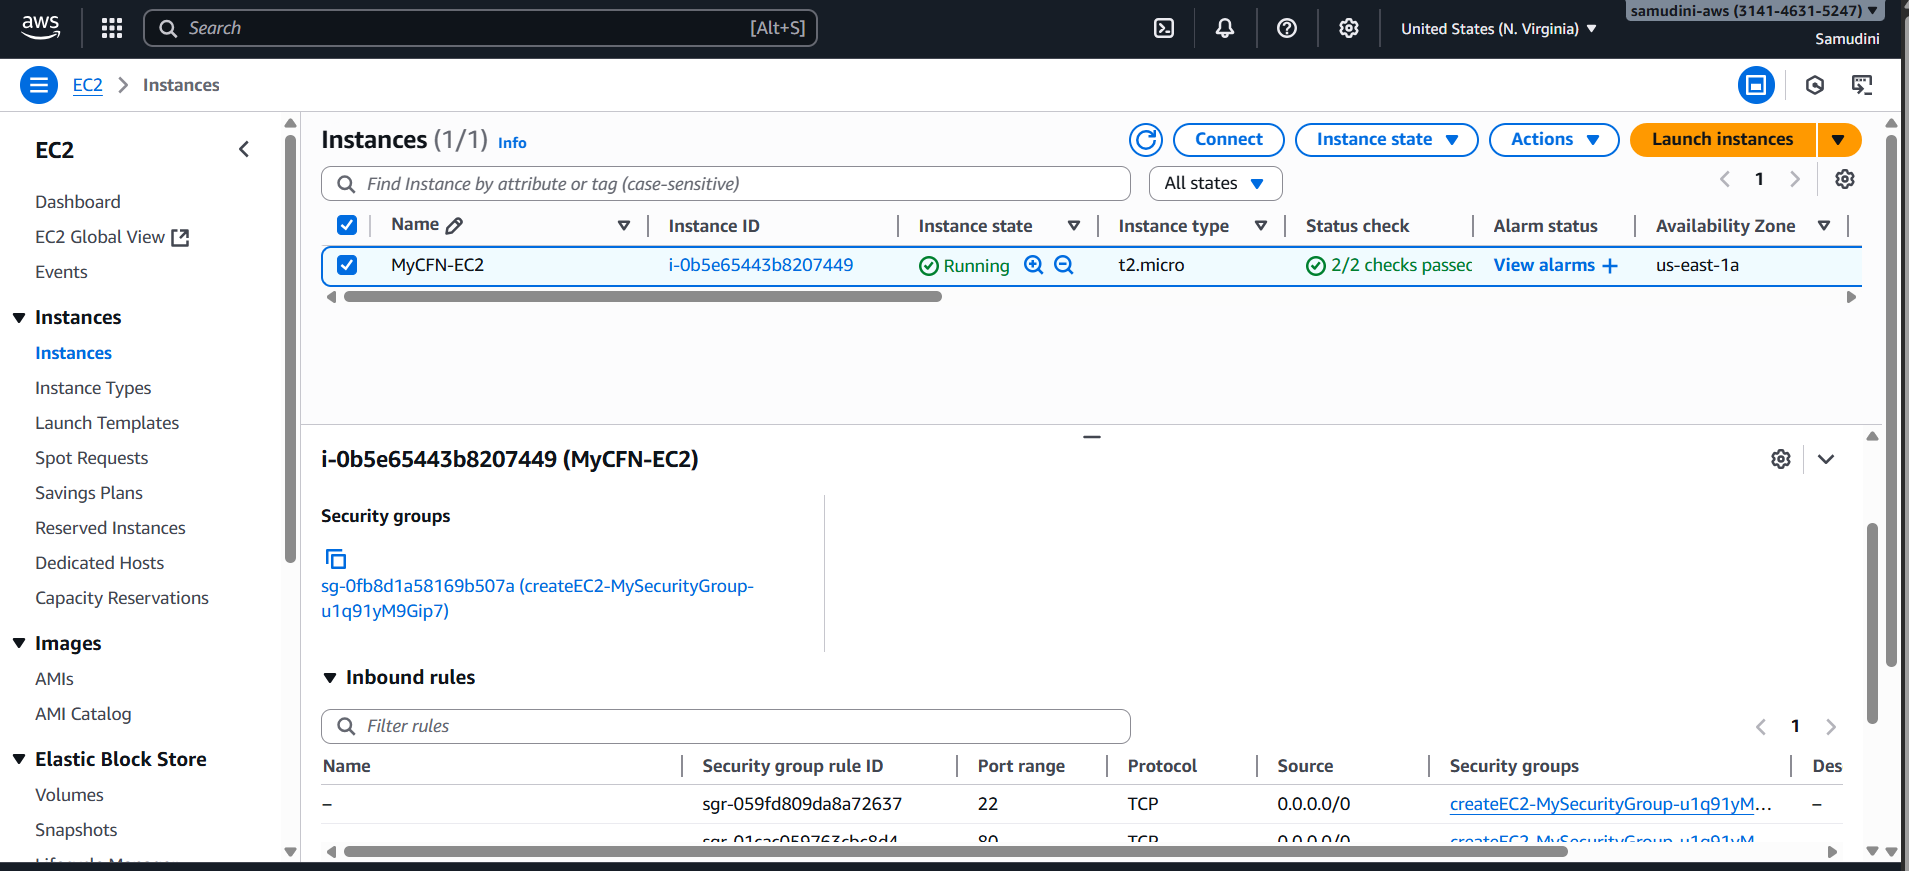 aws
Search
[Alt+S]
United States (N. Virginia)
samudini-aws (3141-4631-5247)
Samudini
EC2
Instances
EC2
Dashboard
EC2 Global View
Events
Instances
Instances
Instance Types
Launch Templates
Spot Requests
Savings Plans
Reserved Instances
Dedicated Hosts
Capacity Reservations
Images
AMIs
AMI Catalog
Elastic Block Store
Volumes
Snapshots
Instances (1/1) Info
Connect
Instance state
Actions
Launch instances
Find Instance by attribute or tag (case-sensitive)
All states
1
Name Instance ID Instance state Instance type Status check Alarm status Availability Zone
MyCFN-EC2 i-0b5e65443b8207449 Running t2.micro 2/2 checks passec View alarms + us-east-1a
i-0b5e65443b8207449 (MyCFN-EC2)
Security groups
sg-0fb8d1a58169b507a (createEC2-MySecurityGroup-
u1q91yM9Gip7)
Inbound rules
Filter rules
1
Name Security group rule ID Port range Protocol Source Security groups Des
– sgr-059fd809da8a72637 22 TCP 0.0.0.0/0 createEC2-MySecurityGroup-u1q91yM... –
80 TCP 0.0.0.0/0 createEC2-MySecurityGroup-u1q91yM